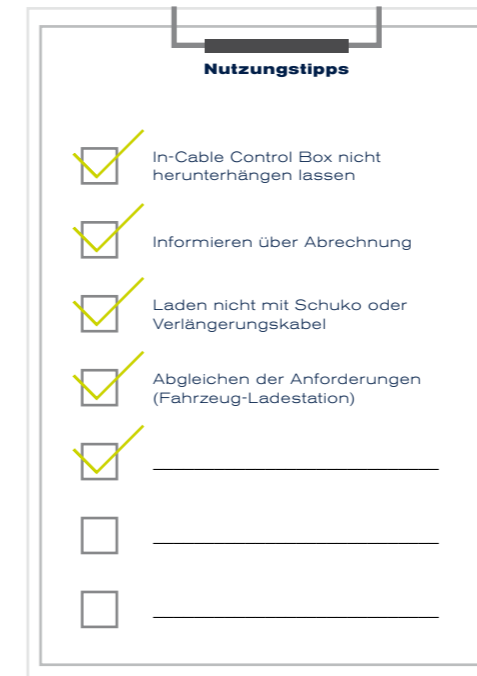 Nutzungstipps
In-Cable Control Box nicht
herunterhängen lassen
Informieren über Abrechnung
Laden nicht mit Schuko oder
Verlängerungskabel
Abgleichen der Anforderungen
(Fahrzeug-Ladestation)